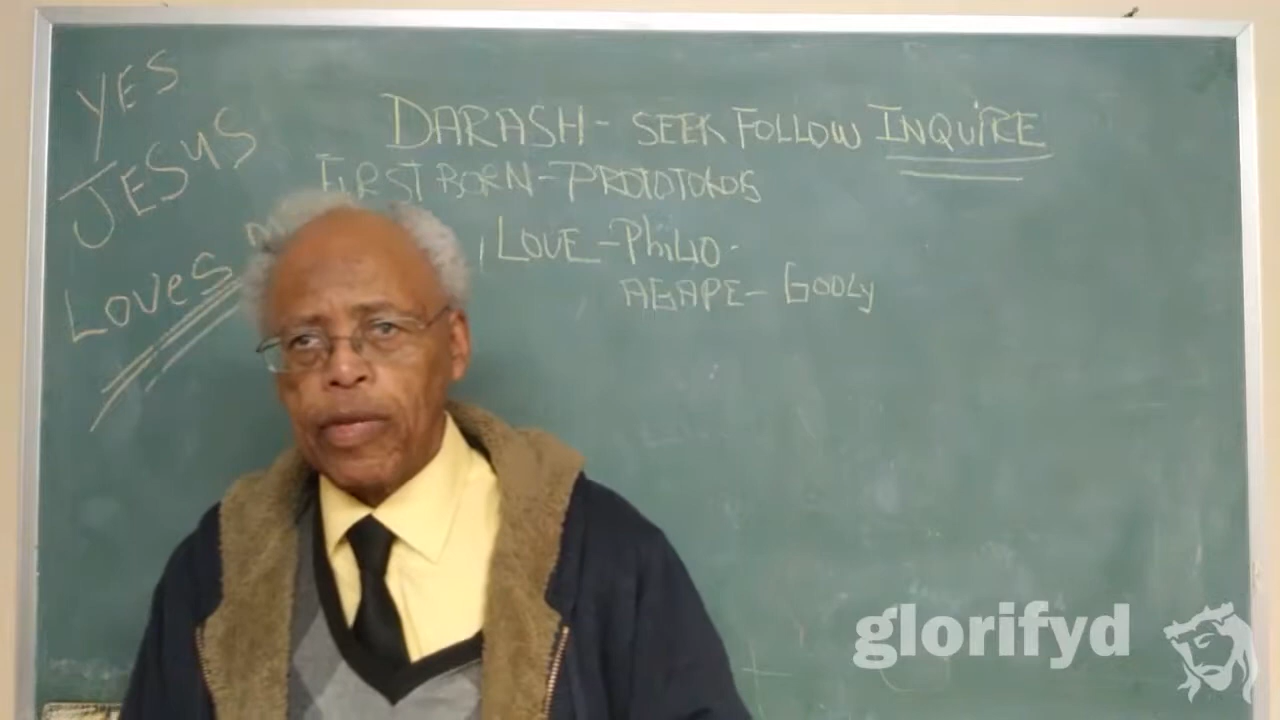 YES
JESUS
Loves
DARASH - SEEK FOLLOW INQUIRE
FIRST BORN - PROTOTOKOS
LOVE - PhiLIO -
AGAPE - GODLy
glorifyd